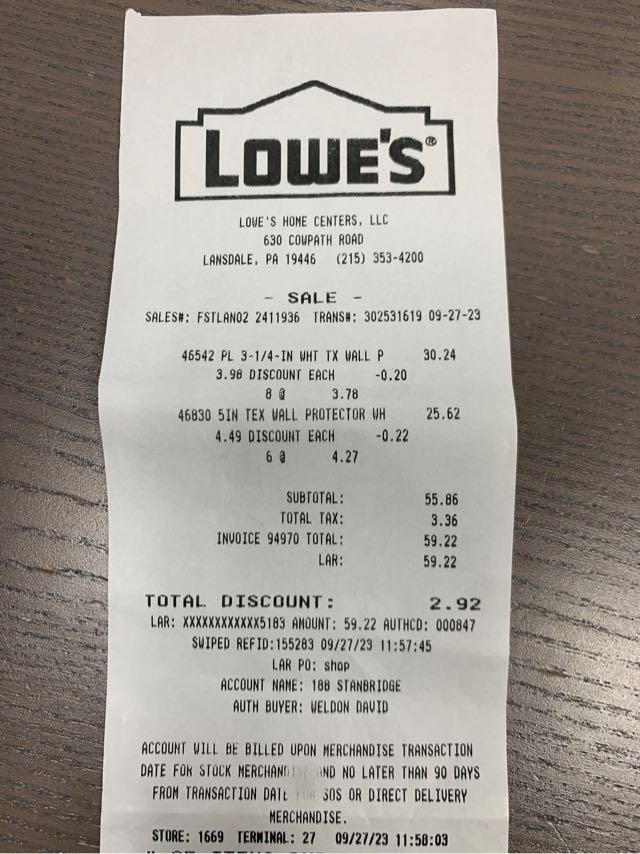 LOWE'S®
LOWE'S HOME CENTERS, LLC
630 COWPATH ROAD
LANSDALE, PA 19446 (215) 353-4200
- SALE -
SALES#: FSTLAN02 2411936 TRANS#: 302531619 09-27-23
46542 PL 3-1/4-IN WHT TX WALL P 30.24
3.98 DISCOUNT EACH -0.20
8 @ 3.78
46830 5IN TEX WALL PROTECTOR WH 25.62
4.49 DISCOUNT EACH -0.22
6 @ 4.27
SUBTOTAL: 55.86
TOTAL TAX: 3.36
INVOICE 94970 TOTAL: 59.22
LAR: 59.22
TOTAL DISCOUNT: 2.92
LAR: XXXXXXXXXXXX5183 AMOUNT: 59.22 AUTHCD: 000847
SWIPED REFID:155283 09/27/23 11:57:45
LAR PO: shop
ACCOUNT NAME: 188 STANBRIDGE
AUTH BUYER: WELDON DAVID
ACCOUNT WILL BE BILLED UPON MERCHANDISE TRANSACTION
DATE FOR STOCK MERCHANDISE AND NO LATER THAN 90 DAYS
FROM TRANSACTION DATE FOR SOS OR DIRECT DELIVERY
MERCHANDISE.
STORE: 1669 TERMINAL: 27 09/27/23 11:58:03